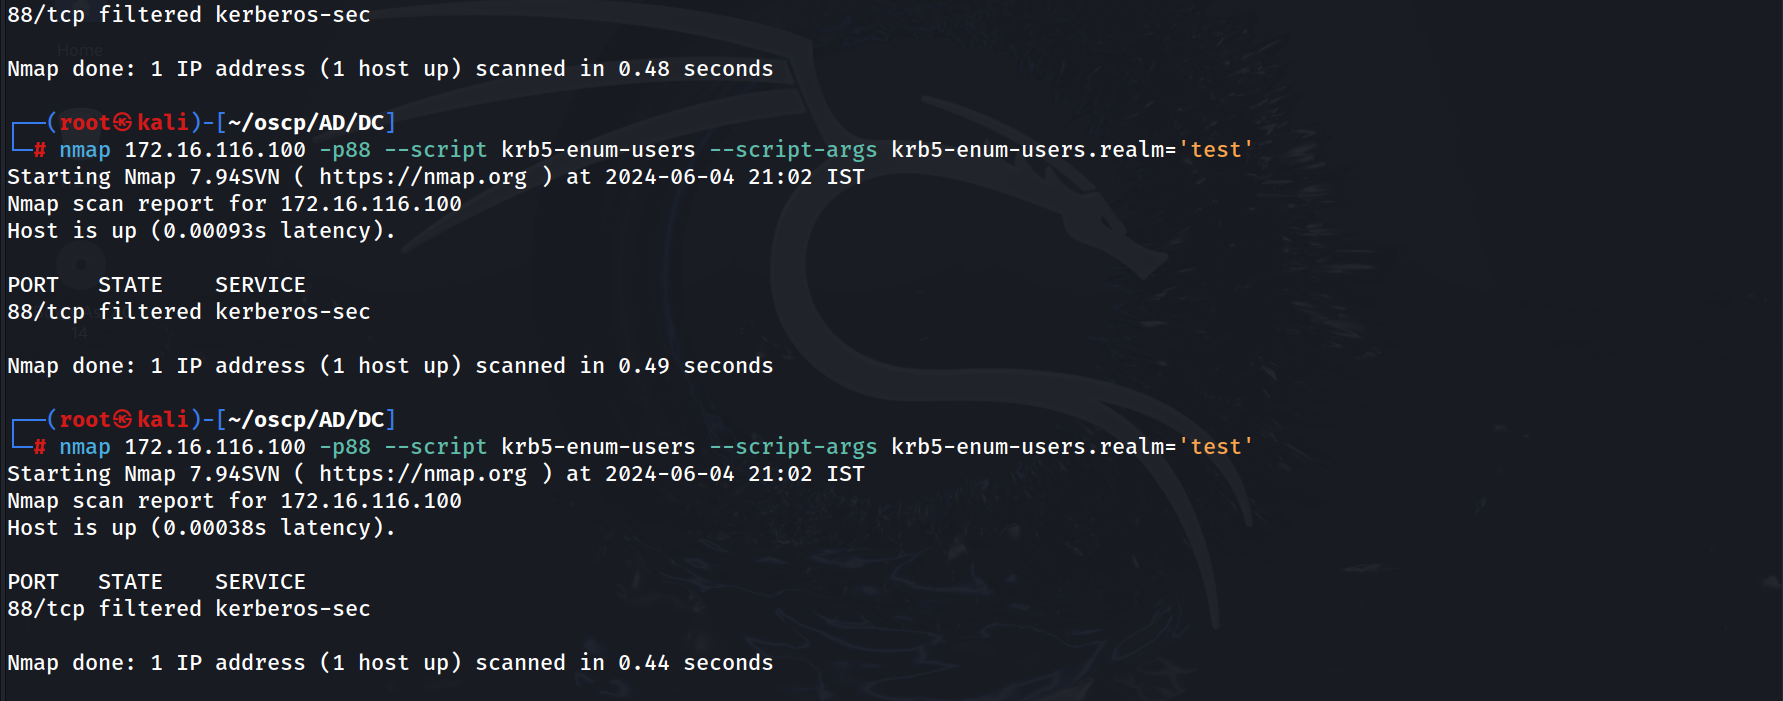 88/tcp filtered kerberos-sec
Home
Nmap done: 1 IP address (1 host up) scanned in 0.48 seconds
┌──(root㉿kali)-[~/oscp/AD/DC]
└─# nmap 172.16.116.100 -p88 --script krb5-enum-users --script-args krb5-enum-users.realm='test'
Starting Nmap 7.94SVN ( https://nmap.org ) at 2024-06-04 21:02 IST
Nmap scan report for 172.16.116.100
Host is up (0.00093s latency).
PORT   STATE    SERVICE
88/tcp filtered kerberos-sec
14
Nmap done: 1 IP address (1 host up) scanned in 0.49 seconds
┌──(root㉿kali)-[~/oscp/AD/DC]
└─# nmap 172.16.116.100 -p88 --script krb5-enum-users --script-args krb5-enum-users.realm='test'
Starting Nmap 7.94SVN ( https://nmap.org ) at 2024-06-04 21:02 IST
Nmap scan report for 172.16.116.100
Host is up (0.00038s latency).
PORT   STATE    SERVICE
88/tcp filtered kerberos-sec
Nmap done: 1 IP address (1 host up) scanned in 0.44 seconds